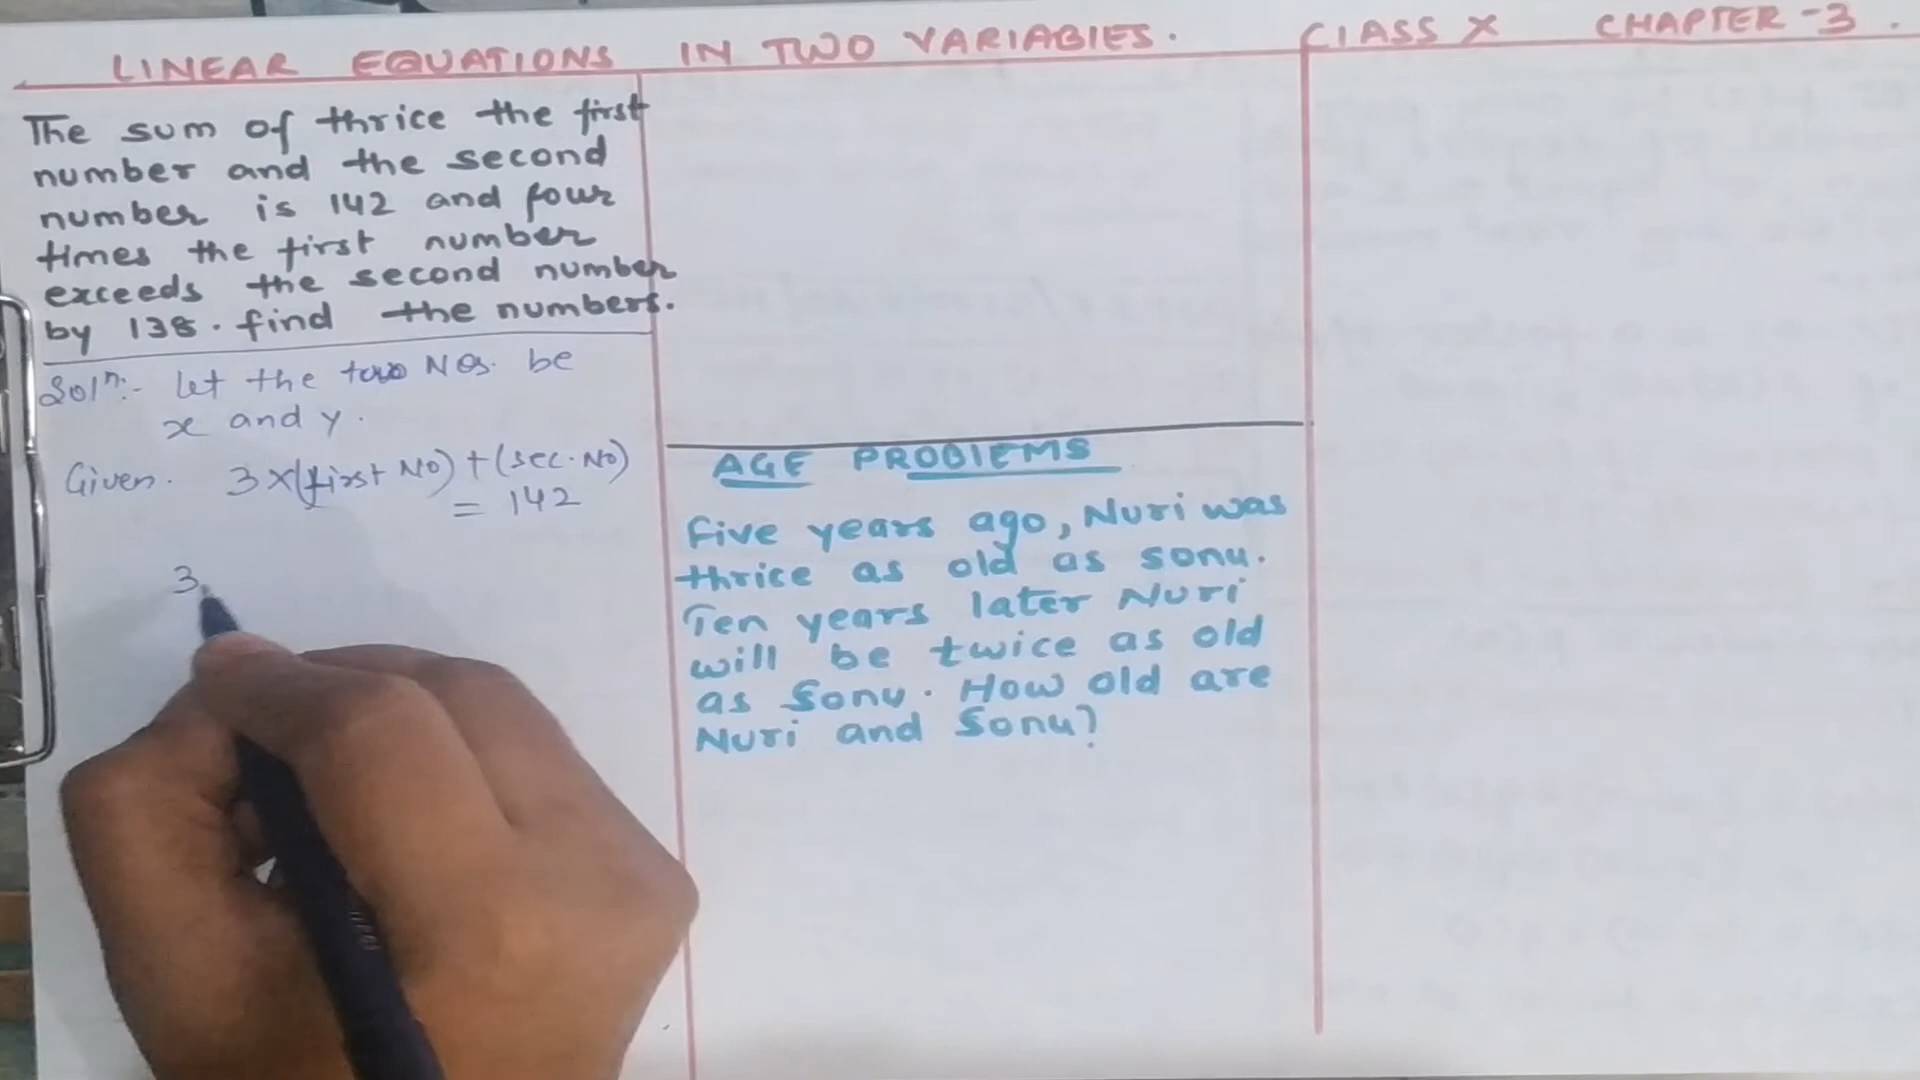 LINEAR EQUATIONS IN TWO VARIABLES. CLASS X CHAPTER-3.
The sum of thrice the first
number and the second
number is 142 and four
times the first number
exceeds the second number
by 138. find the numbers.
Solⁿ:- Let the two Nos. be
x and y.
Given. 3×(first No)+(sec.No)
= 142
3
AGE PROBLEMS
Five years ago, Nuri was
thrice as old as sonu.
Ten years later Nuri
will be twice as old
as Sonu. How old are
Nuri and Sonu?